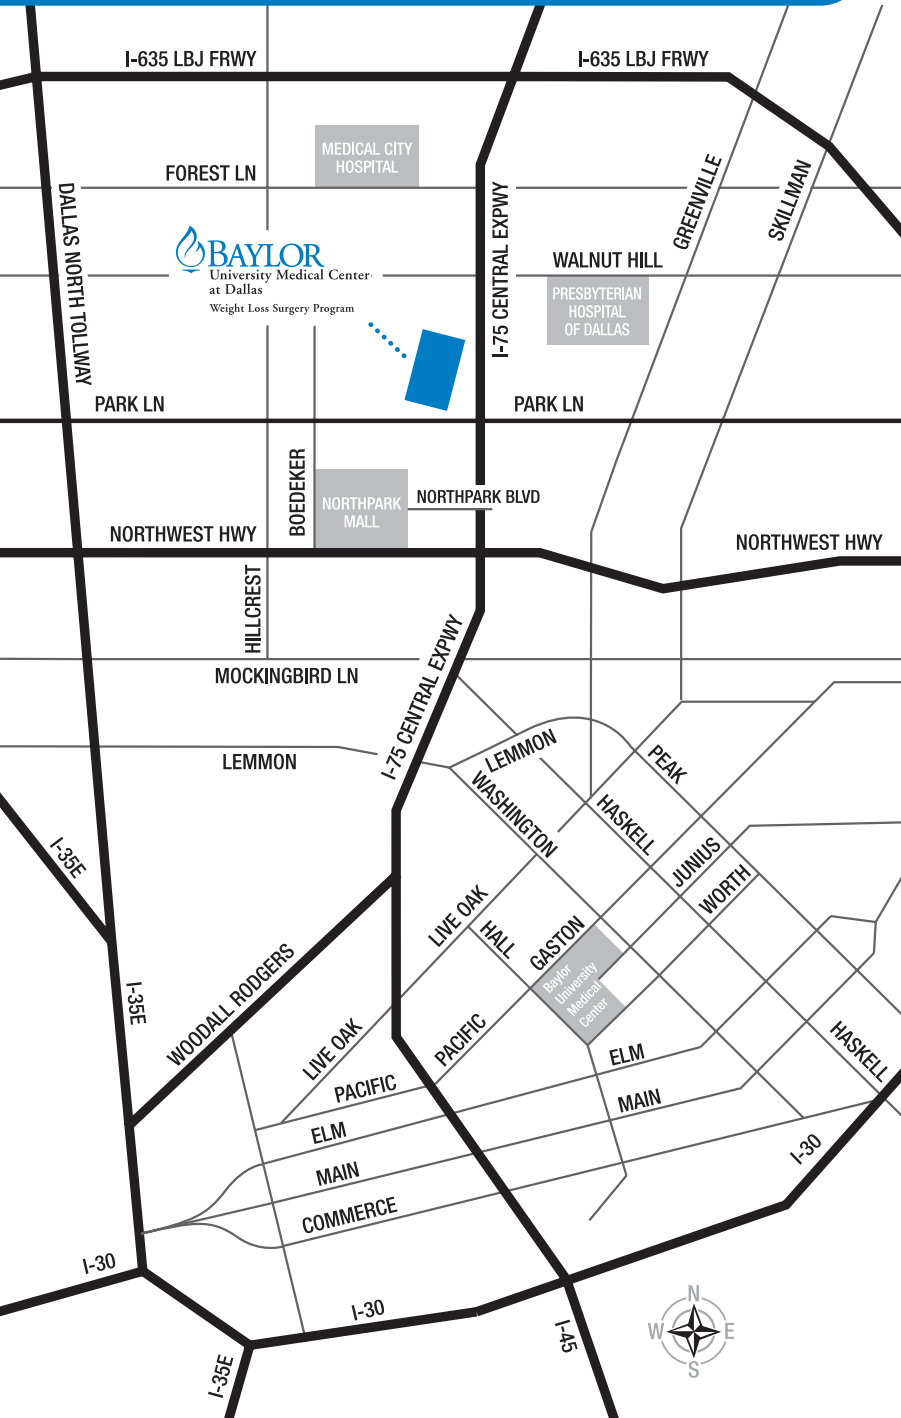 I-635 LBJ FRWY
I-635 LBJ FRWY
MEDICAL CITY
HOSPITAL
FOREST LN
GREENVILLE
SKILLMAN
DALLAS NORTH TOLLWAY
I-75 CENTRAL EXPWY
BAYLOR
University Medical Center
at Dallas
Weight Loss Surgery Program
WALNUT HILL
PRESBYTERIAN
HOSPITAL
OF DALLAS
PARK LN
PARK LN
BOEDEKER
NORTHPARK
MALL
NORTHPARK BLVD
NORTHWEST HWY
NORTHWEST HWY
HILLCREST
MOCKINGBIRD LN
I-75 CENTRAL EXPWY
LEMMON
LEMMON
PEAK
WASHINGTON
HASKELL
I-35E
JUNIUS
WORTH
LIVE OAK
HALL
GASTON
Baylor
University
Medical
Center
I-35E
WOODALL RODGERS
LIVE OAK
PACIFIC
HASKELL
ELM
PACIFIC
MAIN
ELM
I-30
MAIN
COMMERCE
I-30
I-30
I-45
I-35E
N
W
E
S